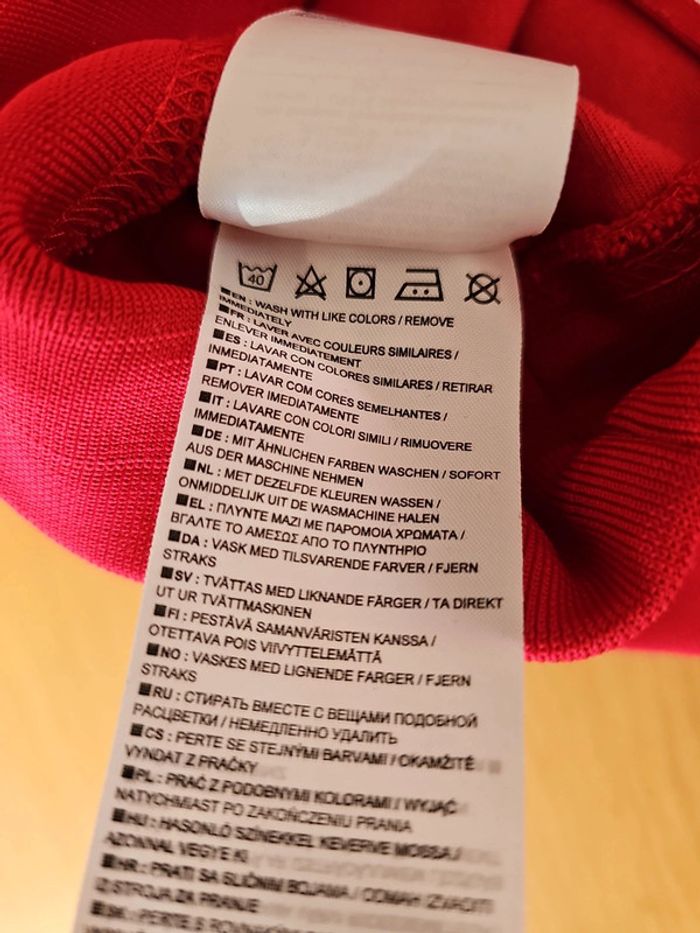 40
■EN : WASH WITH LIKE COLORS / REMOVE
IMMEDIATELY
■FR : LAVER AVEC COULEURS SIMILAIRES /
ENLEVER IMMEDIATEMENT
■ES : LAVAR CON COLORES SIMILARES / RETIRAR
INMEDIATAMENTE
■PT : LAVAR COM CORES SEMELHANTES /
REMOVER IMEDIATAMENTE
■IT : LAVARE CON COLORI SIMILI / RIMUOVERE
IMMEDIATAMENTE
■DE : MIT ÄHNLICHEN FARBEN WASCHEN / SOFORT
AUS DER MASCHINE NEHMEN
■NL : MET DEZELFDE KLEUREN WASSEN /
ONMIDDELIJK UIT DE WASMACHINE HALEN
■EL : ΠΛΥΝΤΕ ΜΑΖΙ ΜΕ ΠΑΡΟΜΟΙΑ ΧΡΩΜΑΤΑ /
ΒΓΑΛΤΕ ΤΟ ΑΜΕΣΩΣ ΑΠΟ ΤΟ ΠΛΥΝΤΗΡΙΟ
■DA : VASK MED TILSVARENDE FARVER / FJERN
STRAKS
■SV : TVÄTTAS MED LIKNANDE FÄRGER / TA DIREKT
UT UR TVÄTTMASKINEN
■FI : PESTÄVÄ SAMANVÄRISTEN KANSSA /
OTETTAVA POIS VIIVYTTELEMÄTTÄ
■NO : VASKES MED LIGNENDE FARGER / FJERN
STRAKS
■RU : СТИРАТЬ ВМЕСТЕ С ВЕЩАМИ ПОДОБНОЙ
РАСЦВЕТКИ / НЕМЕДЛЕННО УДАЛИТЬ
■CS : PERTE SE STEJNÝMI BARVAMI / OKAMŽITĚ
VYNDAT Z PRAČKY
■PL : PRAĆ Z PODOBNYMI KOLORAMI / WYJĄĆ
NATYCHMIAST PO ZAKOŃCZENIU PRANIA
■HU : HASONLÓ SZÍNEKKEL KEVERVE MOSSA /
AZONNAL VEGYE KI
■HR : PRATI SA SLIČNIM BOJAMA / ODMAH IZVADITI
IZ STROJA ZA PRANJE
■SK : PERTE S